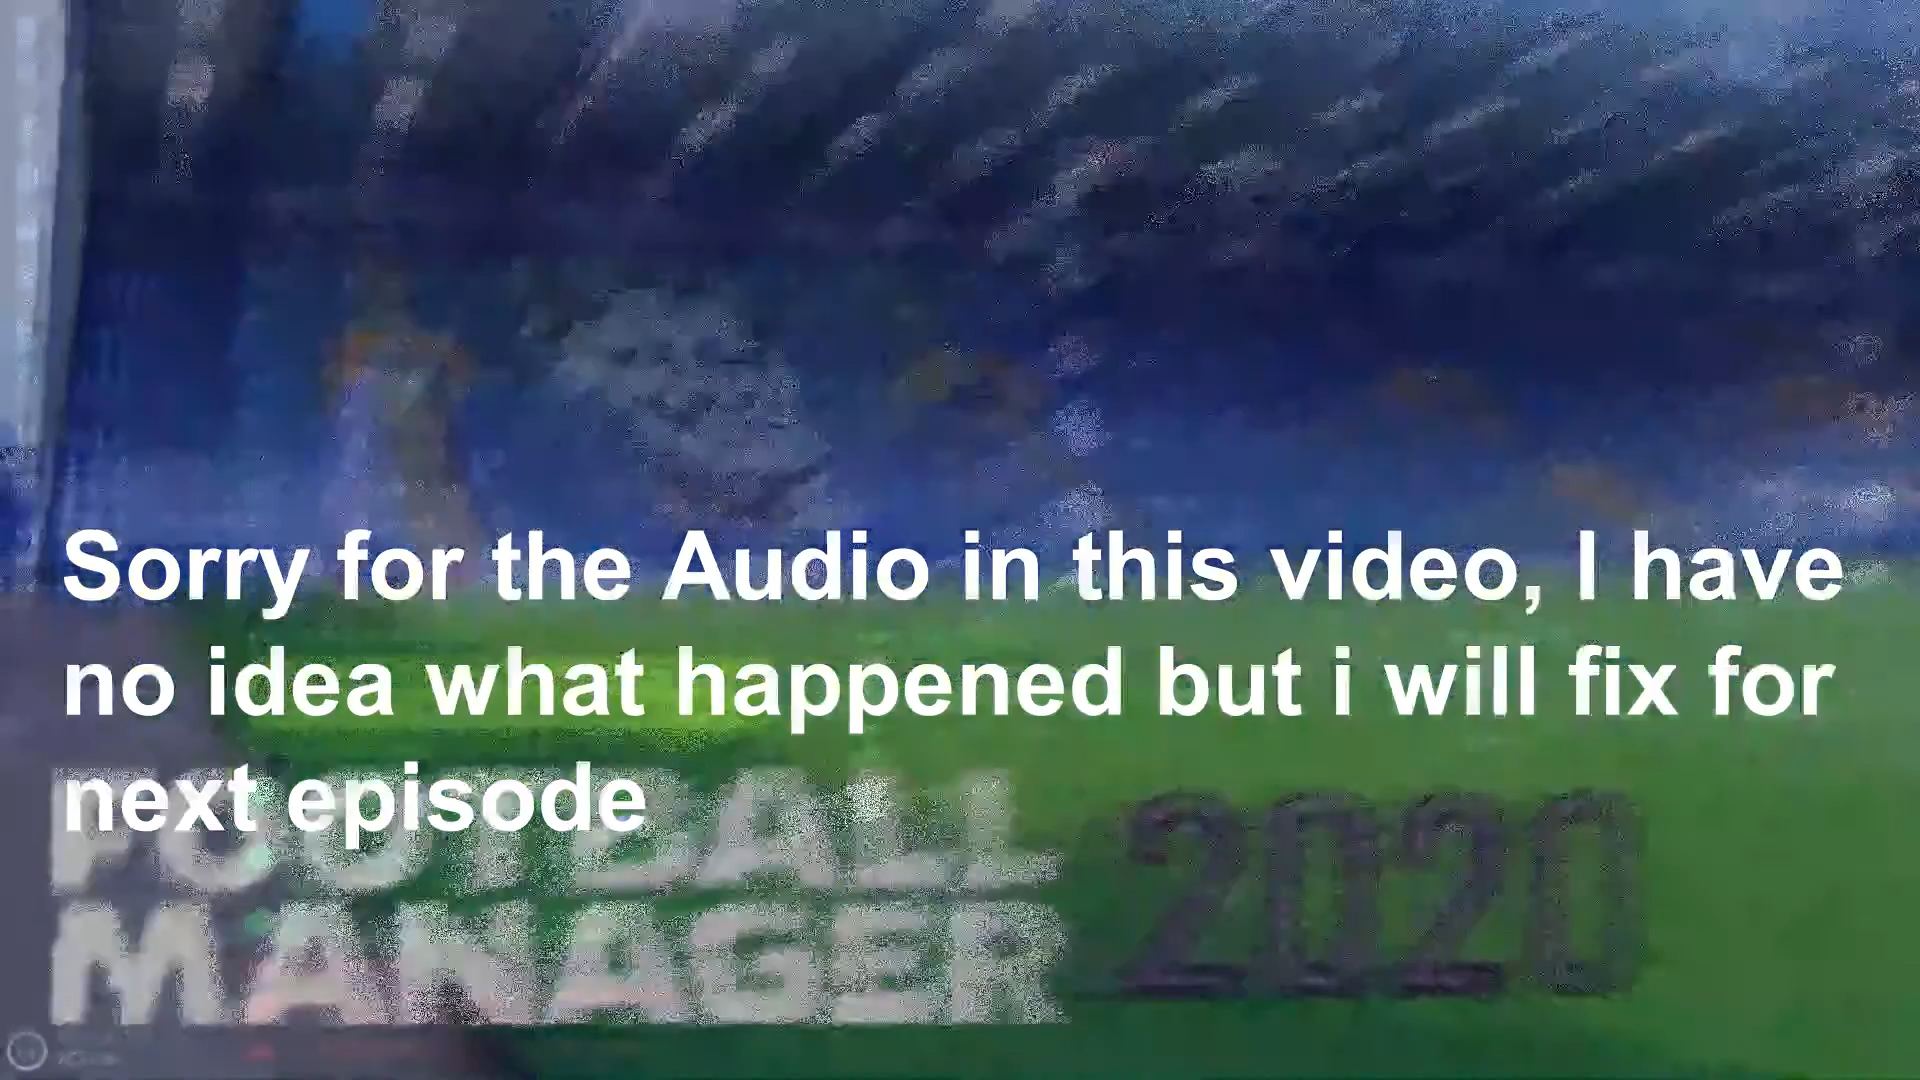 Sorry for the Audio in this video, I have
no idea what happened but i will fix for
next episode
FOOTBALL
MANAGER 2020